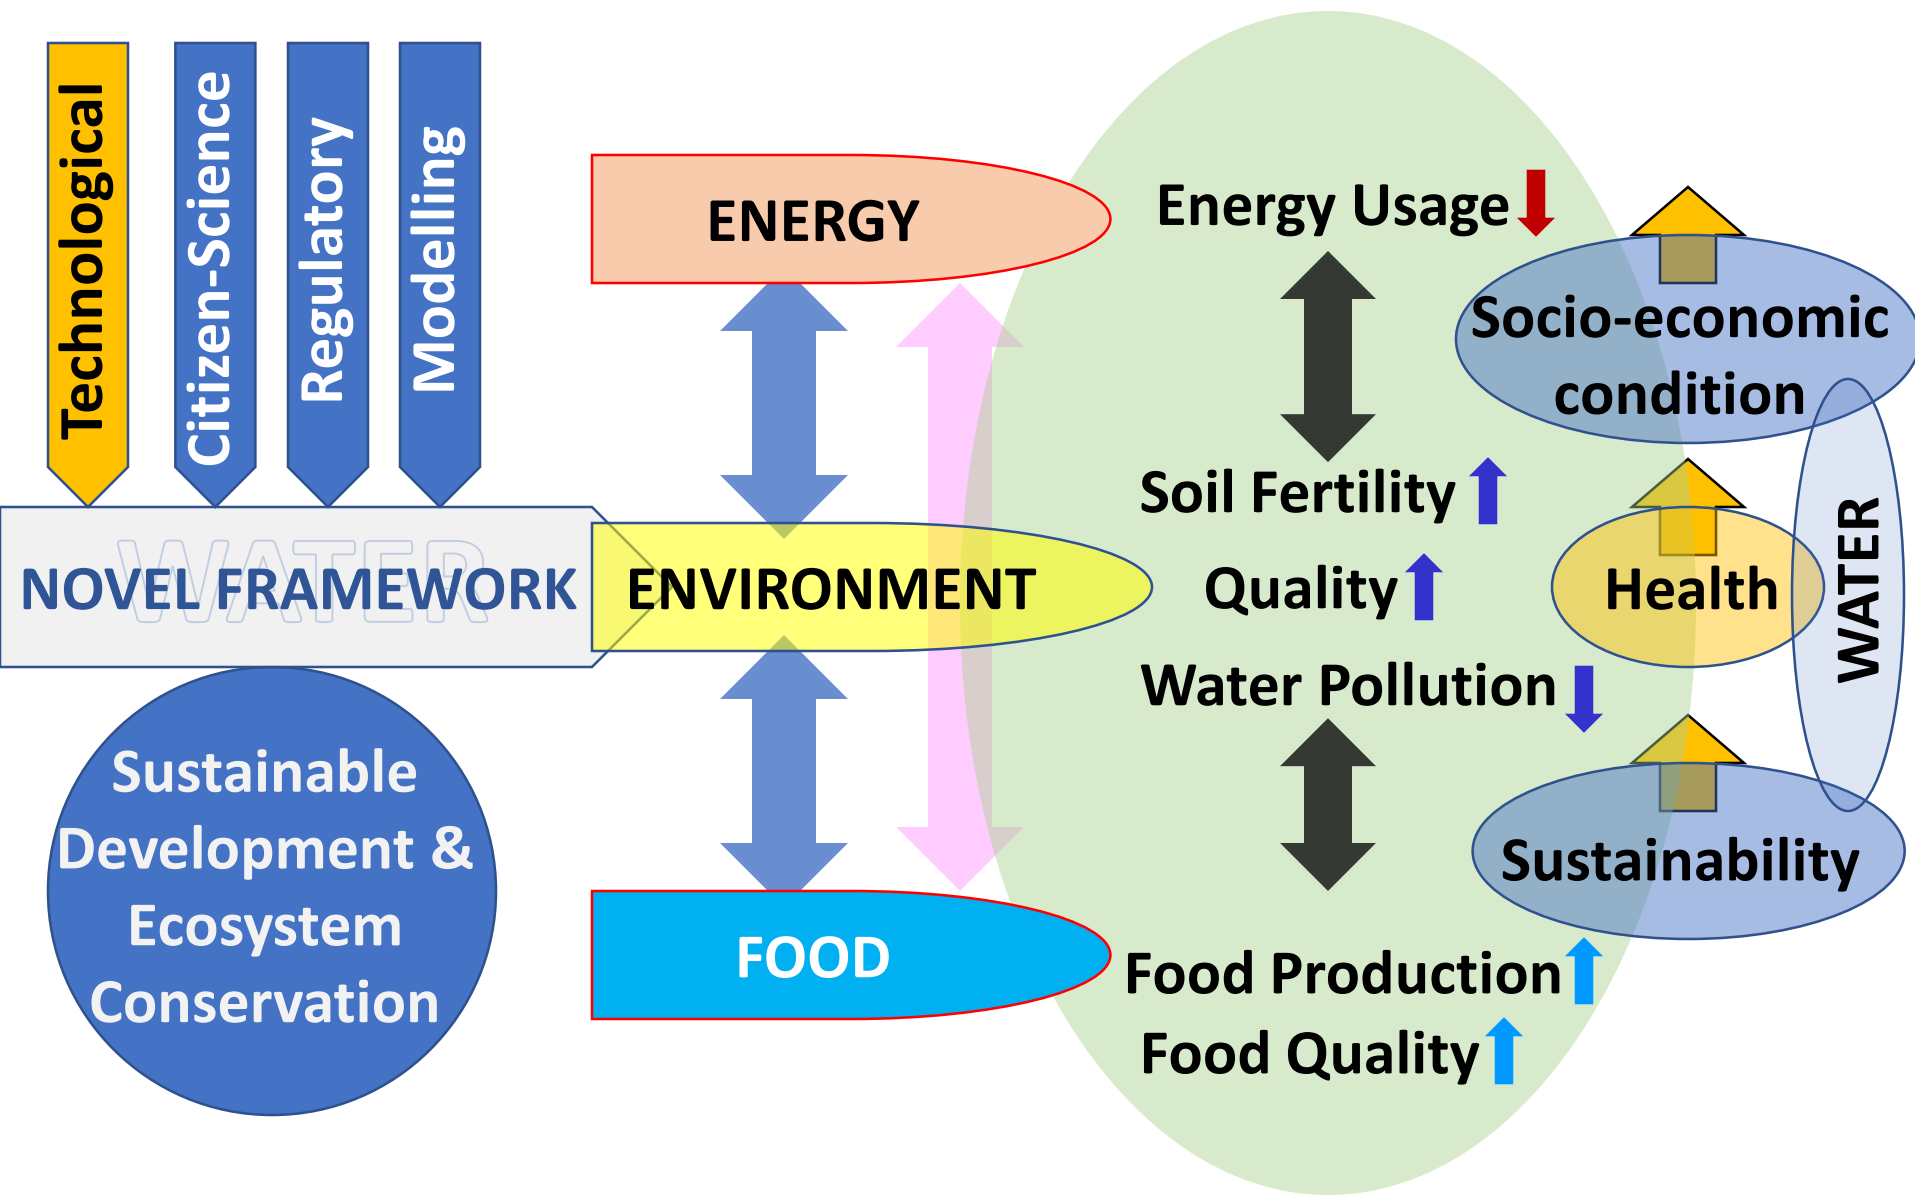 Technological
Citizen-Science
Regulatory
Modelling
WATER
NOVEL FRAMEWORK
Sustainable
Development &
Ecosystem
Conservation
ENERGY
ENVIRONMENT
FOOD
Energy Usage
Soil Fertility
Quality
Water Pollution
Food Production
Food Quality
Socio-economic
condition
Health
Sustainability
WATER